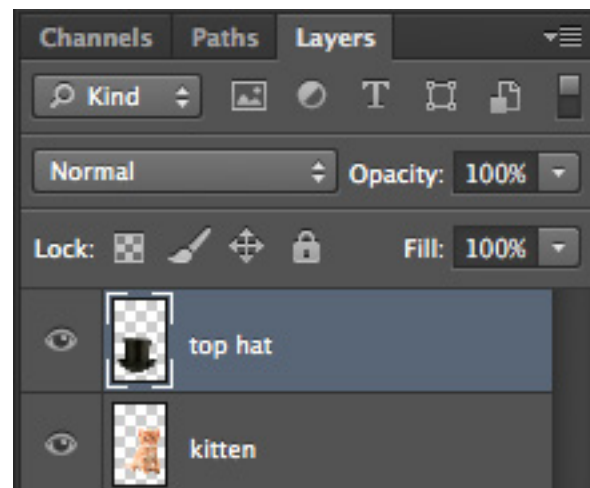 Channels Paths Layers
Kind T
Normal Opacity: 100%
Lock: Fill: 100%
top hat
kitten